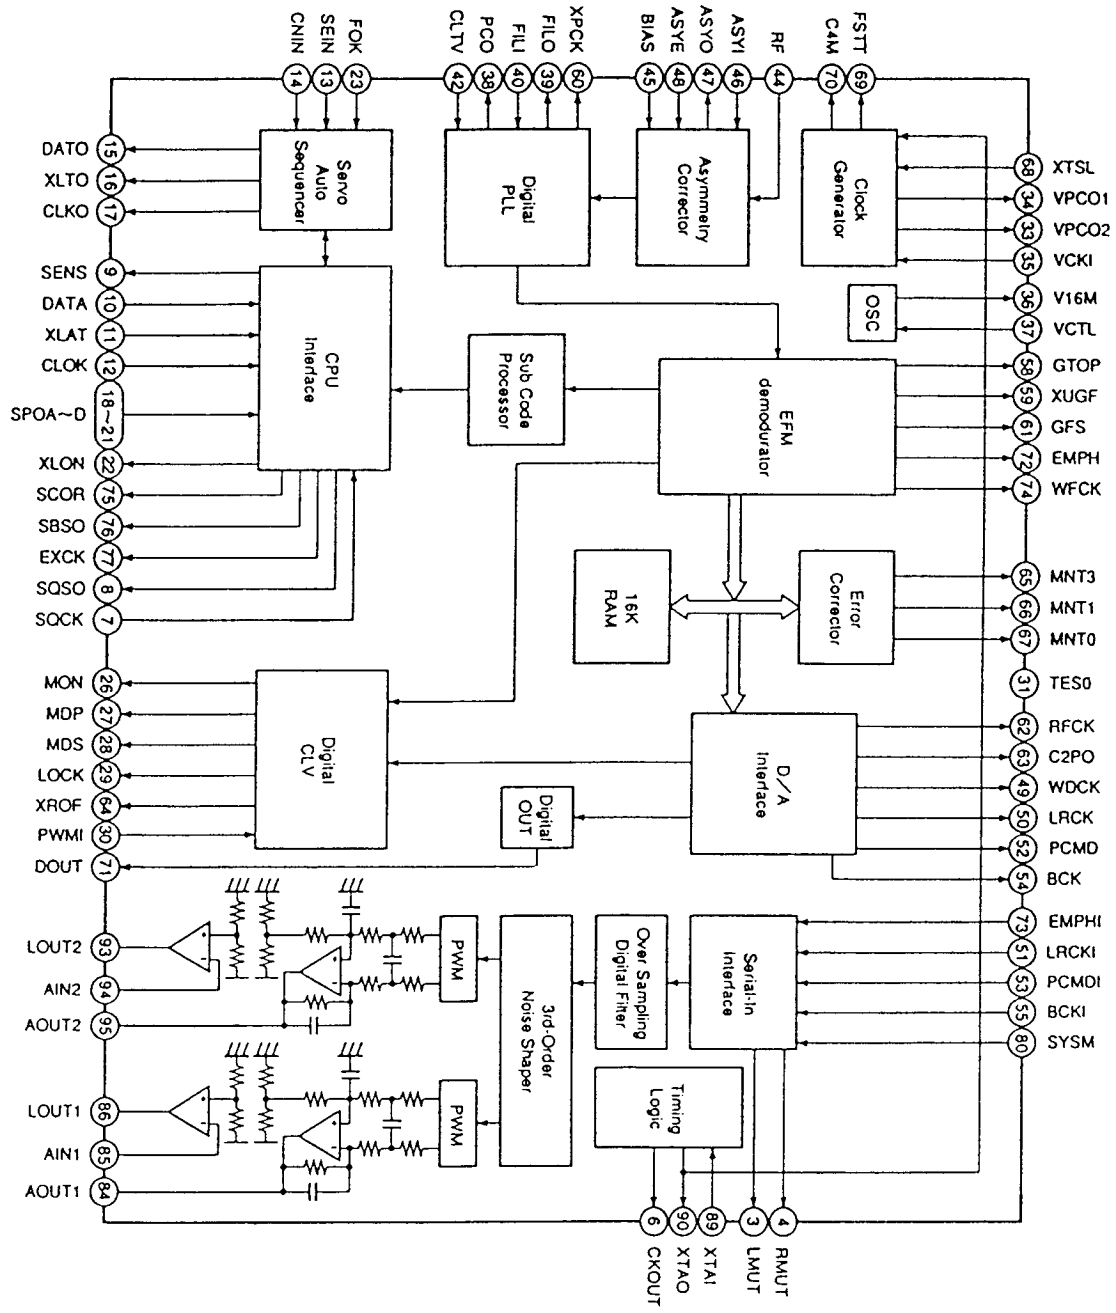 CNIN
SEIN
FOK
CLTV
PCO
FILI
FILO
XPCK
BIAS
ASYE
ASYO
ASYI
RF
C4M
FSTT
14
13
23
42
38
40
39
60
45
48
47
46
44
70
69
DATO
15
XLTO
16
CLKO
17
SENS
9
DATA
10
XLAT
11
CLOK
12
SPOA~D
18~21
XLON
22
SCOR
75
SBSO
76
EXCK
77
SQSO
8
SQCK
7
MON
26
MDP
27
MDS
28
LOCK
29
XROF
64
PWMI
30
DOUT
71
LOUT2
93
AIN2
94
AOUT2
95
LOUT1
86
AIN1
85
AOUT1
84
Servo
Auto
Sequencer
Digital
PLL
Asymmetry
Corrector
Clock
Generator
OSC
CPU
Interface
Sub Code
Processor
EFM
demodurator
16K
RAM
Error
Corrector
Digital
CLV
Digital
OUT
D/A
Interface
PWM
PWM
3rd-Order
Noise Shaper
Over Sampling
Digital Filter
Serial-In
Interface
Timing
Logic
+
-
+
-
+
-
+
-
68
XTSL
34
VPCO1
33
VPCO2
35
VCKI
36
V16M
37
VCTL
58
GTOP
59
XUGF
61
GFS
72
EMPH
74
WFCK
65
MNT3
66
MNT1
67
MNT0
31
TES0
62
RFCK
63
C2PO
49
WDCK
50
LRCK
52
PCMD
54
BCK
73
EMPHI
51
LRCKI
53
PCMDI
55
BCKI
80
SYSM
6
90
89
3
4
CKOUT
XTAO
XTAI
LMUT
RMUT